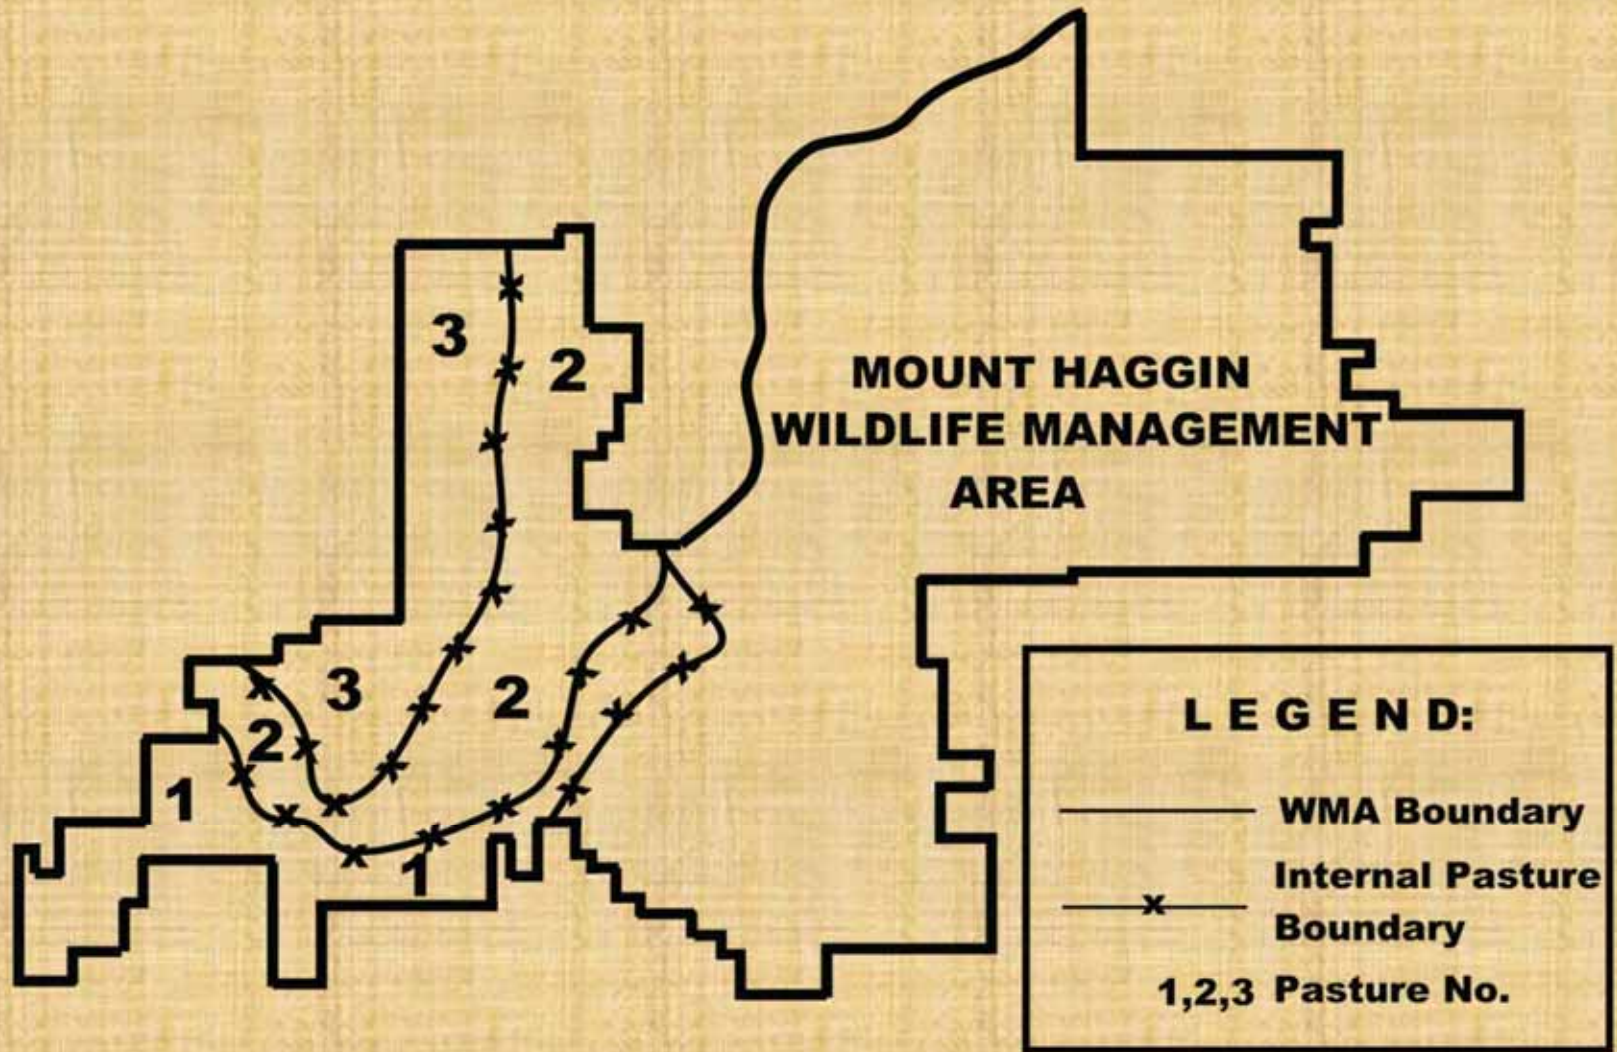 3
2
MOUNT HAGGIN
WILDLIFE MANAGEMENT
AREA
3
2
2
1
1
L E G E N D:
WMA Boundary
x Internal Pasture
Boundary
1,2,3 Pasture No.